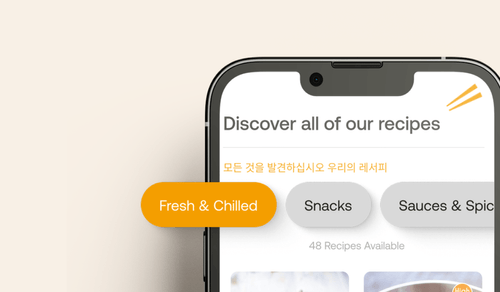 Discover all of our recipes
모든 것을 발견하십시오 우리의 레서피
Fresh & Chilled
Snacks
Sauces & Spic
48 Recipes Available
High